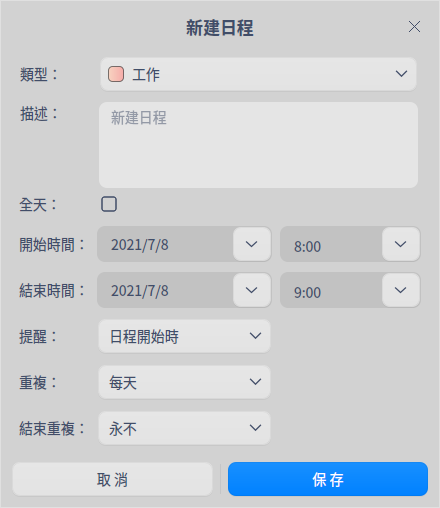 新建日程
類型： 工作
描述： 新建日程
全天：
開始時間： 2021/7/8 8:00
結束時間： 2021/7/8 9:00
提醒： 日程開始時
重複： 每天
結束重複： 永不
取消 保存